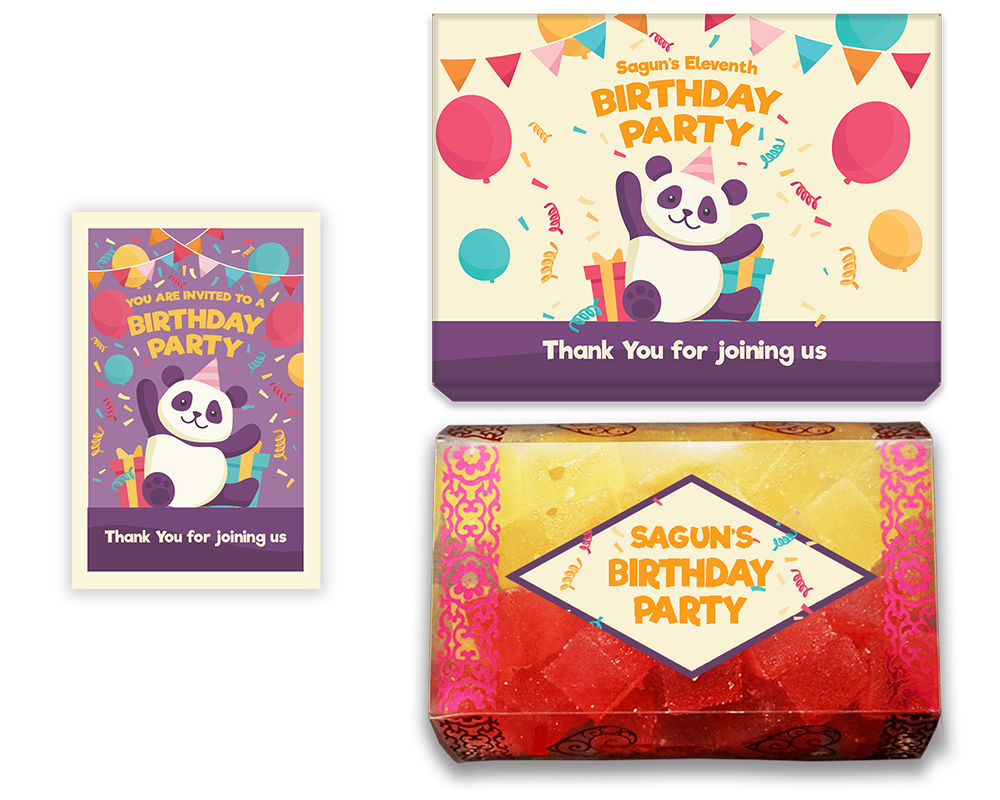 YOU ARE INVITED TO A
BIRTHDAY
PARTY
Thank You for joining us
Sagun's Eleventh
BIRTHDAY
PARTY
Thank You for joining us
SAGUN'S
BIRTHDAY
PARTY